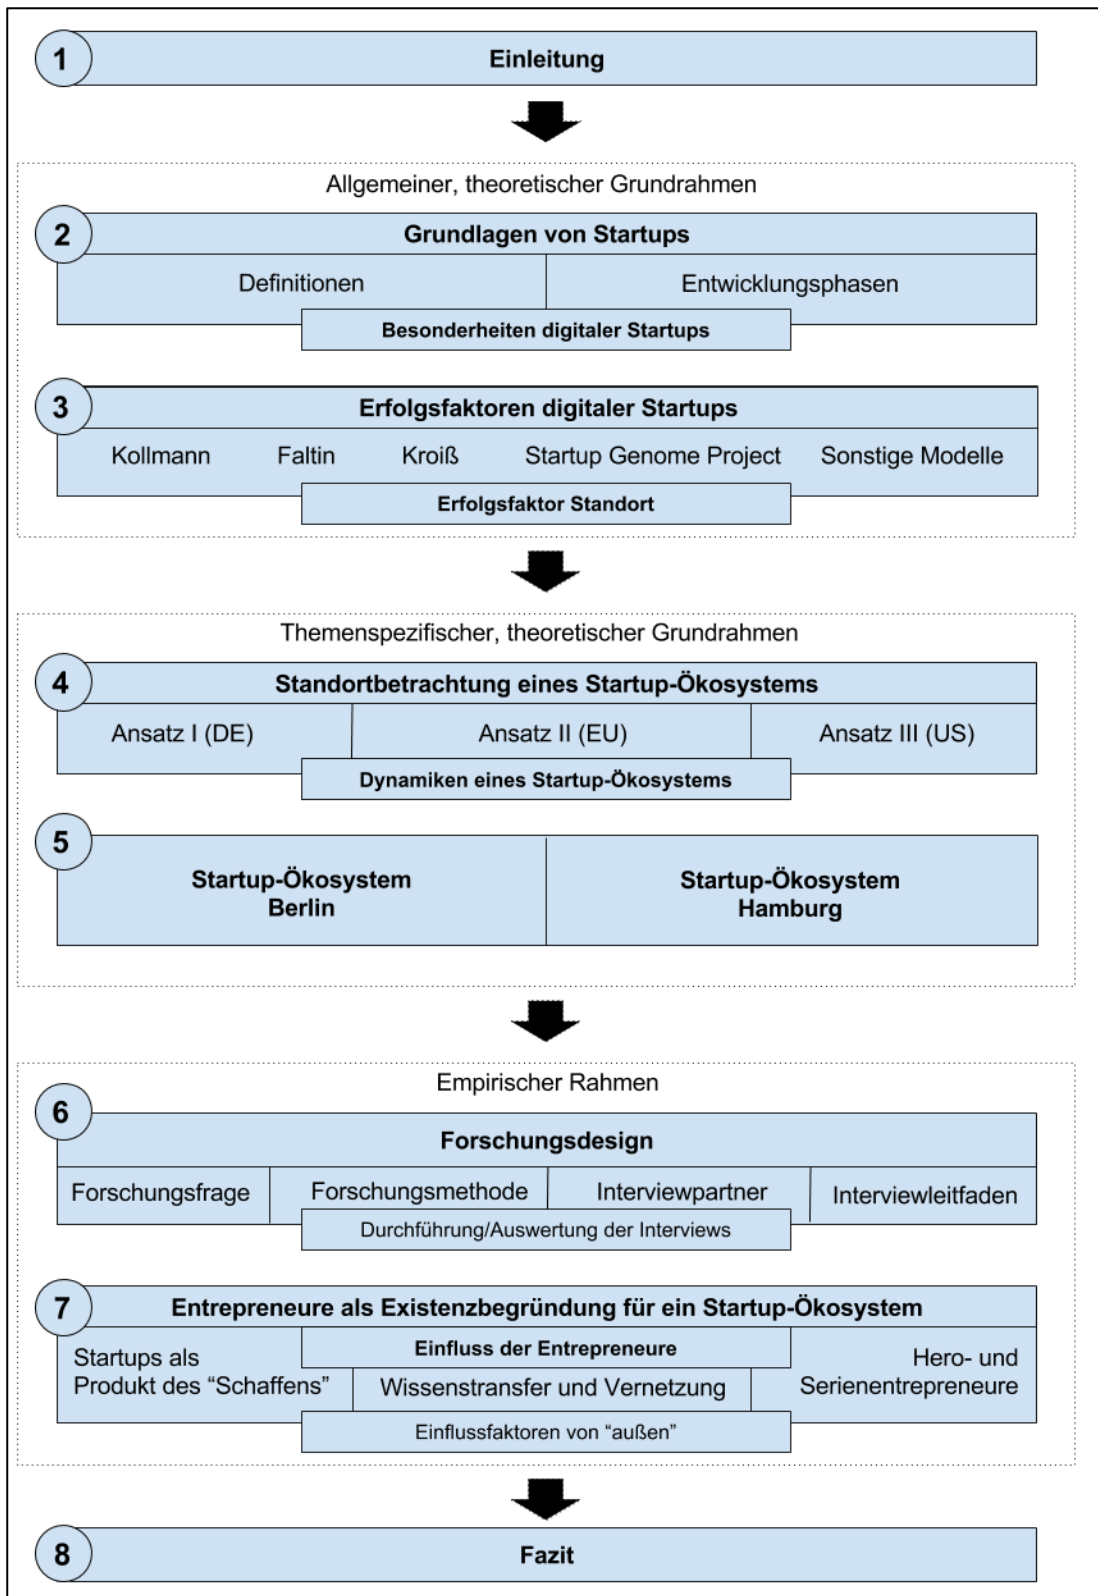 1
Einleitung
Allgemeiner, theoretischer Grundrahmen
2
Grundlagen von Startups
Definitionen
Entwicklungsphasen
Besonderheiten digitaler Startups
3
Erfolgsfaktoren digitaler Startups
Kollmann
Faltin
Kroiß
Startup Genome Project
Sonstige Modelle
Erfolgsfaktor Standort
Themenspezifischer, theoretischer Grundrahmen
4
Standortbetrachtung eines Startup-Ökosystems
Ansatz I (DE)
Ansatz II (EU)
Ansatz III (US)
Dynamiken eines Startup-Ökosystems
5
Startup-Ökosystem
Berlin
Startup-Ökosystem
Hamburg
Empirischer Rahmen
6
Forschungsdesign
Forschungsfrage
Forschungsmethode
Interviewpartner
Interviewleitfaden
Durchführung/Auswertung der Interviews
7
Entrepreneure als Existenzbegründung für ein Startup-Ökosystem
Einfluss der Entrepreneure
Startups als
Produkt des “Schaffens”
Wissenstransfer und Vernetzung
Hero- und
Serienentrepreneure
Einflussfaktoren von “außen”
8
Fazit